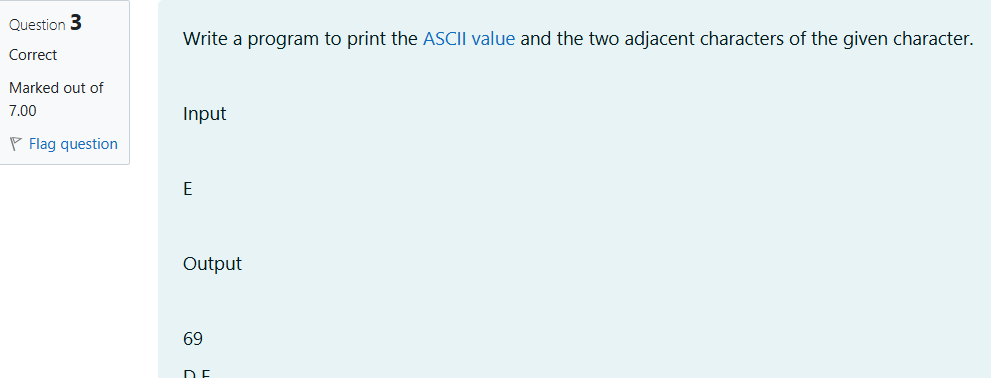 Question 3
Correct
Marked out of
7.00
Flag question
Write a program to print the ASCII value and the two adjacent characters of the given character.
Input
E
Output
69
D F